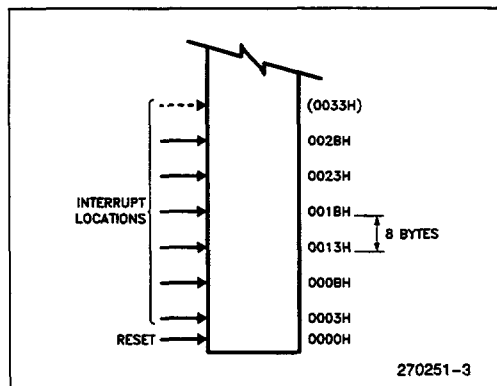 (0033H)
002BH
0023H
INTERRUPT
LOCATIONS
001BH
8 BYTES
0013H
000BH
0003H
RESET
0000H
270251-3